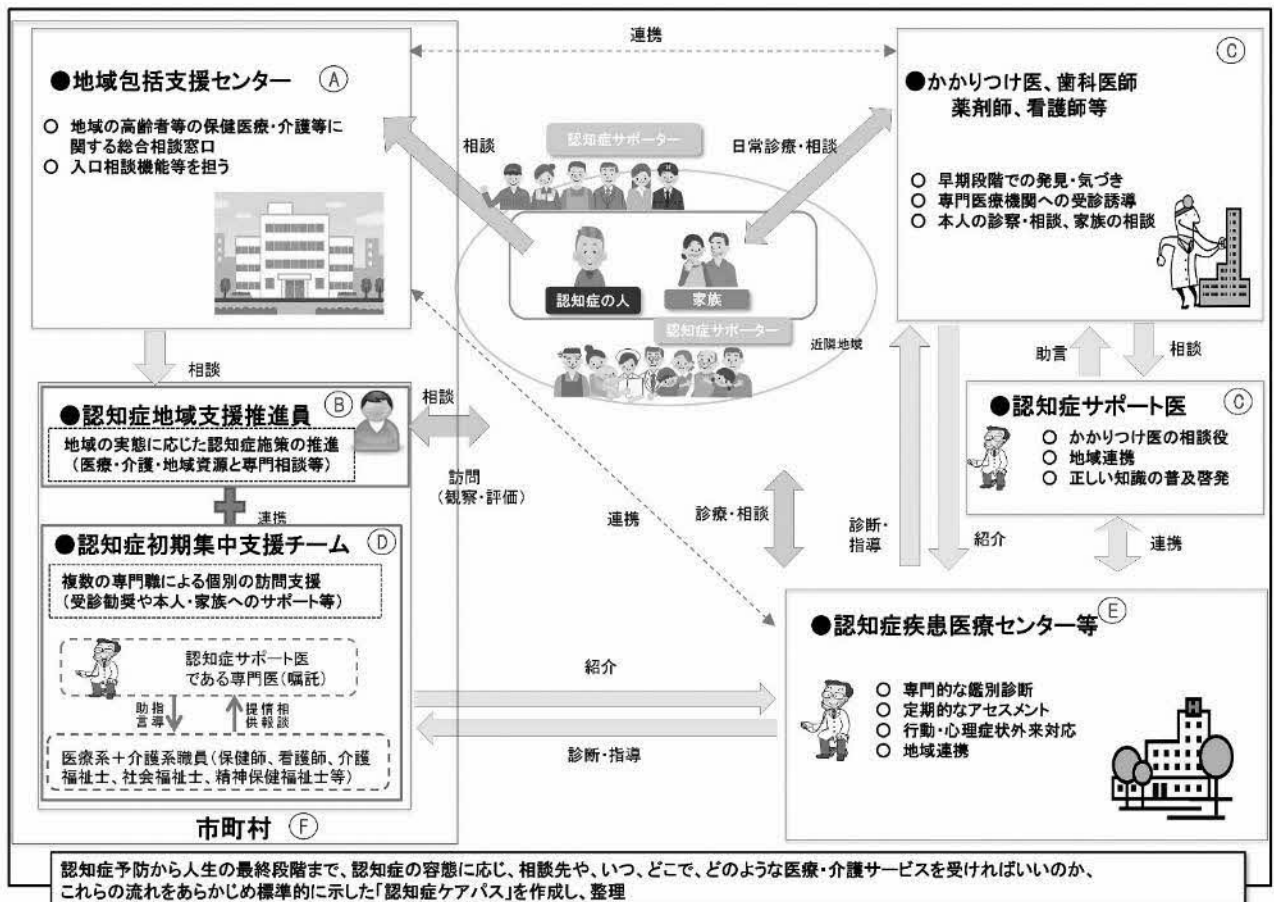 連携
●地域包括支援センター Ⓐ
○ 地域の高齢者等の保健医療・介護等に
関する総合相談窓口
○ 入口相談機能等を担う
相談
認知症サポーター
日常診療・相談
認知症の人
家族
認知症サポーター
近隣地域
Ⓒ
●かかりつけ医、歯科医師
薬剤師、看護師等
○ 早期段階での発見・気づき
○ 専門医療機関への受診誘導
○ 本人の診察・相談、家族の相談
相談
助言
相談
●認知症地域支援推進員 Ⓑ
地域の実態に応じた認知症施策の推進
(医療・介護・地域資源と専門相談等)
相談
訪問
(観察・評価)
連携
●認知症サポート医 Ⓒ
○ かかりつけ医の相談役
○ 地域連携
○ 正しい知識の普及啓発
連携
診療・相談
診断・
指導
紹介
連携
●認知症初期集中支援チーム Ⓓ
複数の専門職による個別の訪問支援
(受診勧奨や本人・家族へのサポート等)
認知症サポート医
である専門医(嘱託)
助指
言導
提情相
供報談
医療系+介護系職員(保健師、看護師、介護
福祉士、社会福祉士、精神保健福祉士等)
紹介
診断・指導
●認知症疾患医療センター等 Ⓔ
○ 専門的な鑑別診断
○ 定期的なアセスメント
○ 行動・心理症状外来対応
○ 地域連携
H
市町村 Ⓕ
認知症予防から人生の最終段階まで、認知症の容態に応じ、相談先や、いつ、どこで、どのような医療・介護サービスを受ければいいのか、
これらの流れをあらかじめ標準的に示した「認知症ケアパス」を作成し、整理